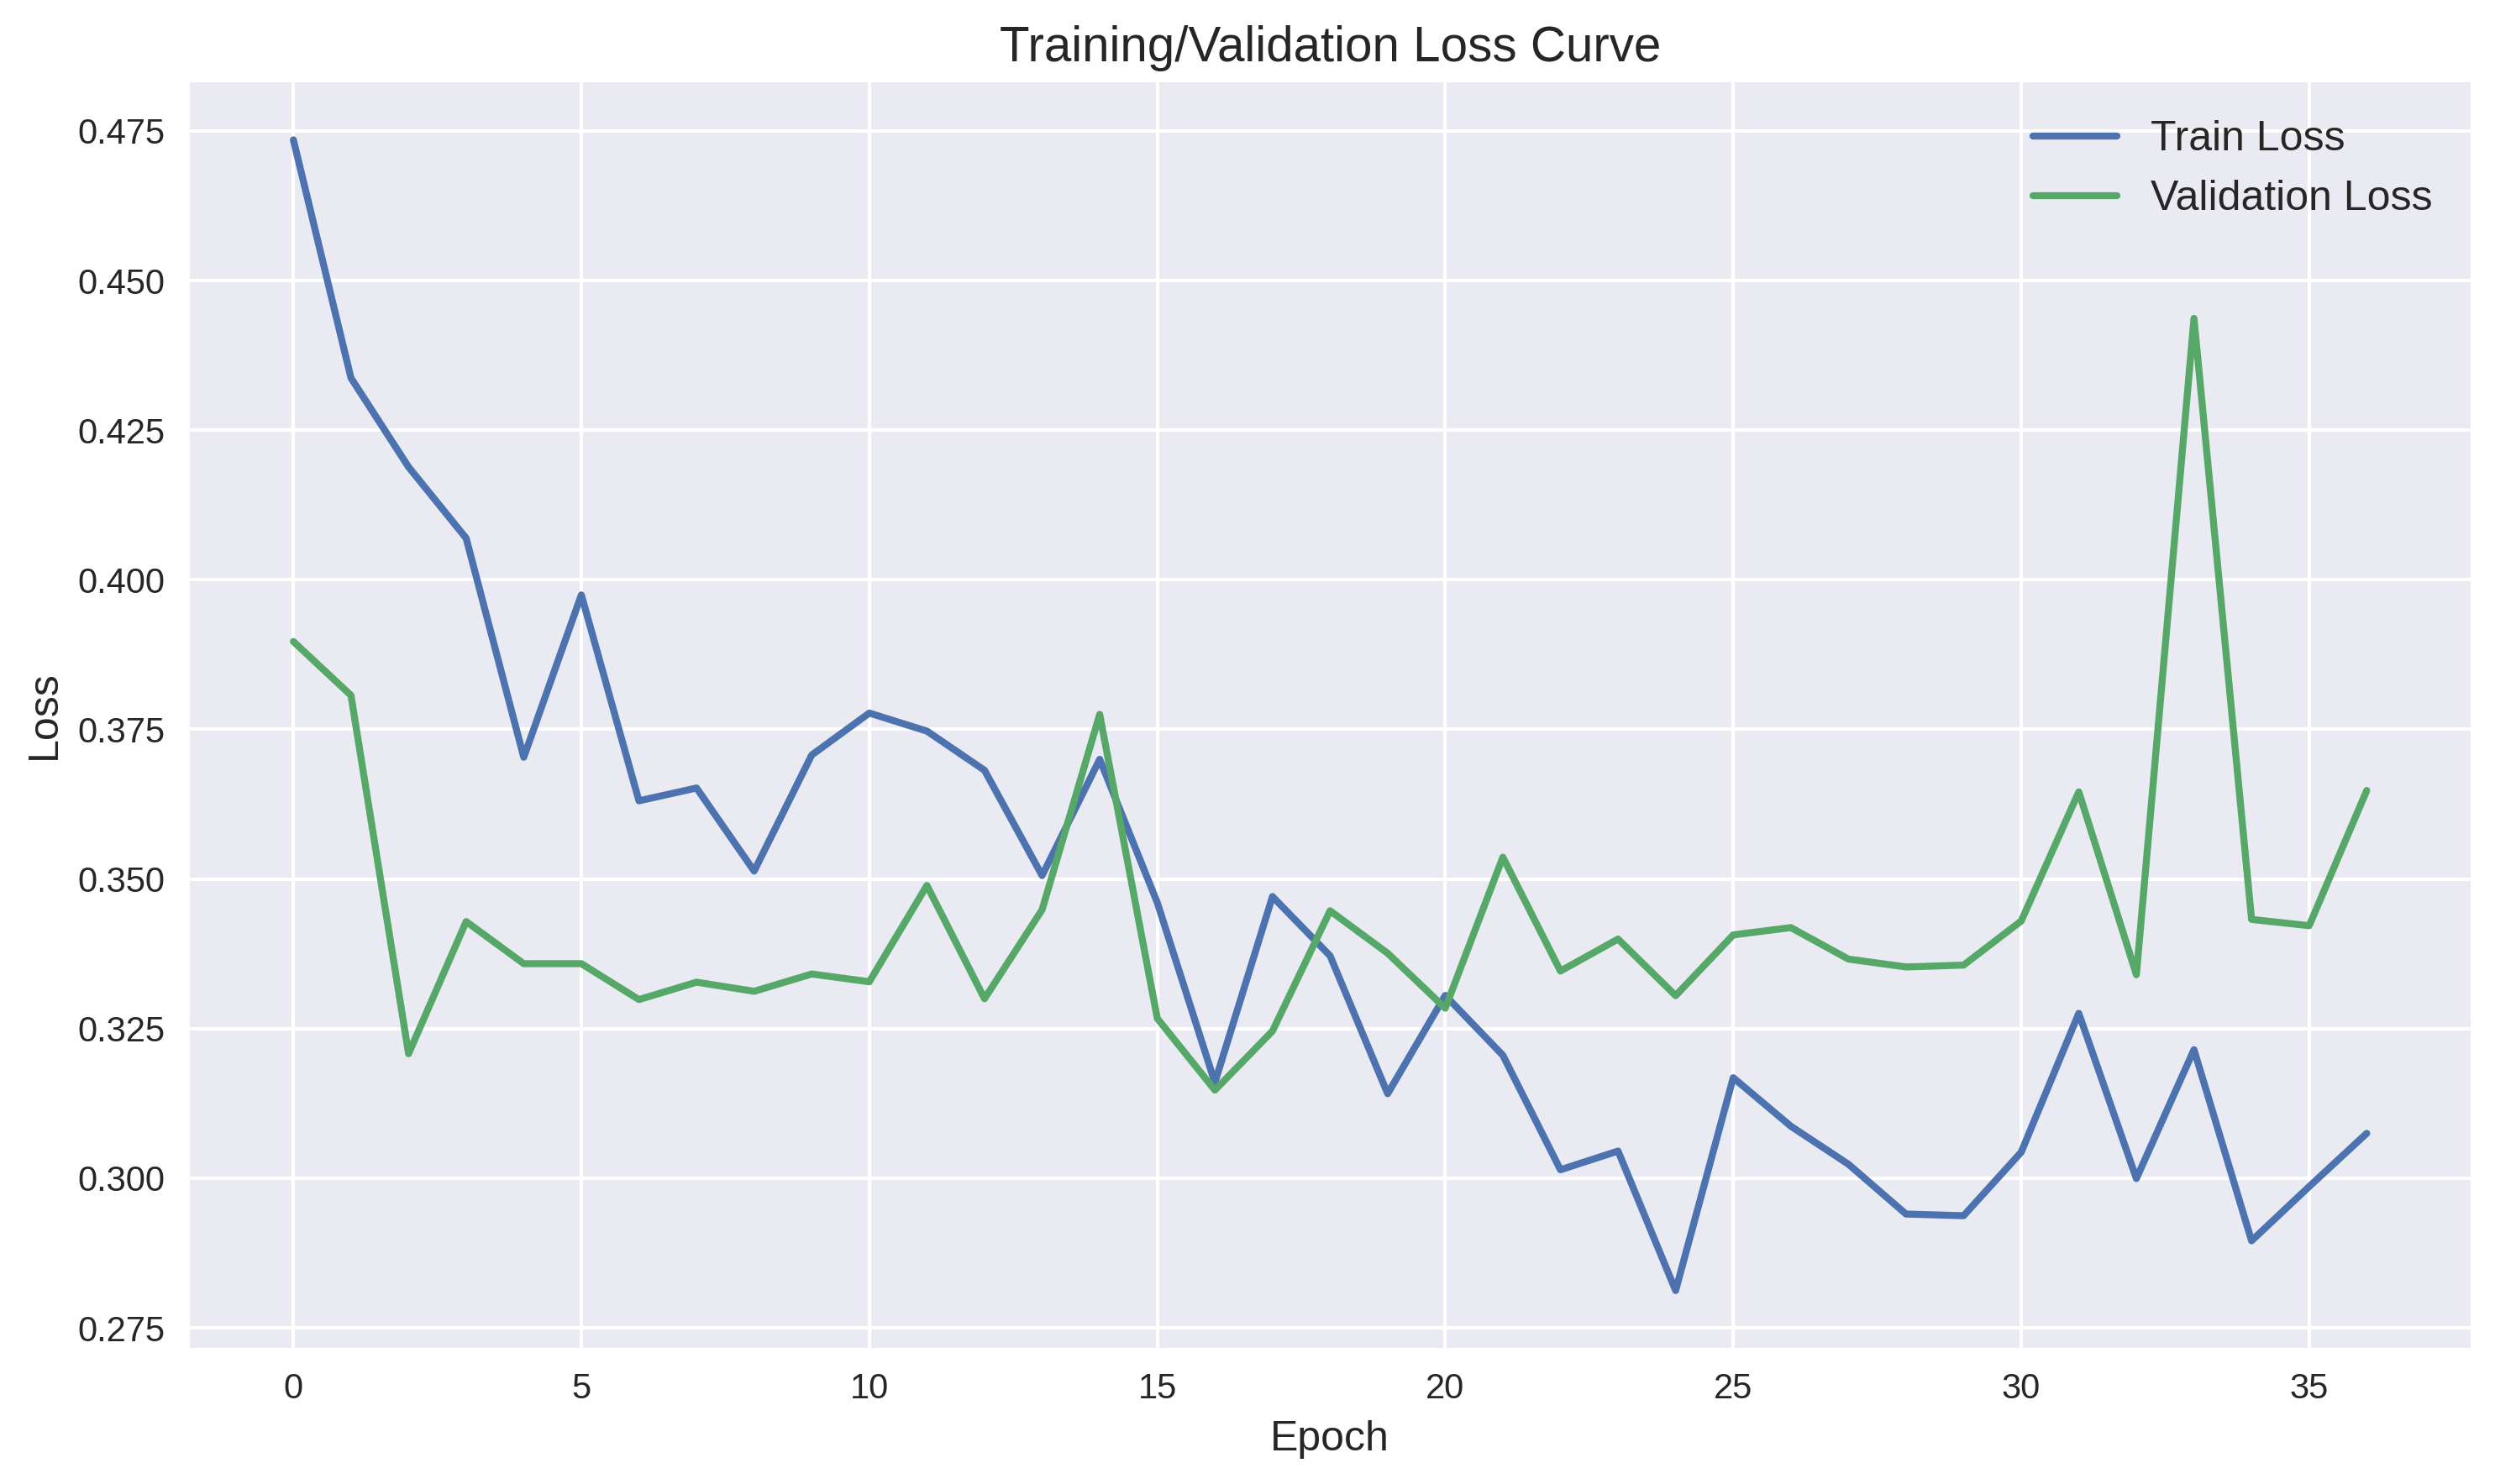 Training/Validation Loss Curve
Train Loss
Validation Loss
0.475
0.450
0.425
0.400
0.375
0.350
0.325
0.300
0.275
Loss
0 5 10 15 20 25 30 35
Epoch